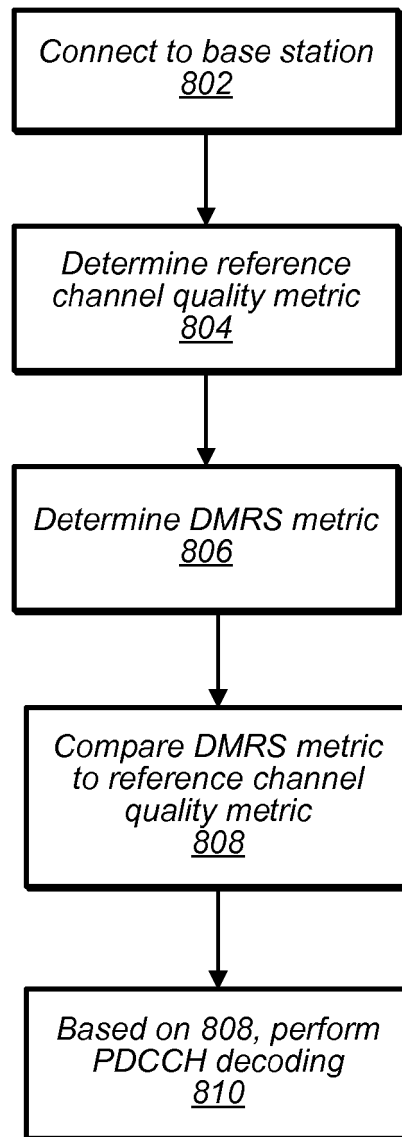 Connect to base station
802
Determine reference
channel quality metric
804
Determine DMRS metric
806
Compare DMRS metric
to reference channel
quality metric
808
Based on 808, perform
PDCCH decoding
810